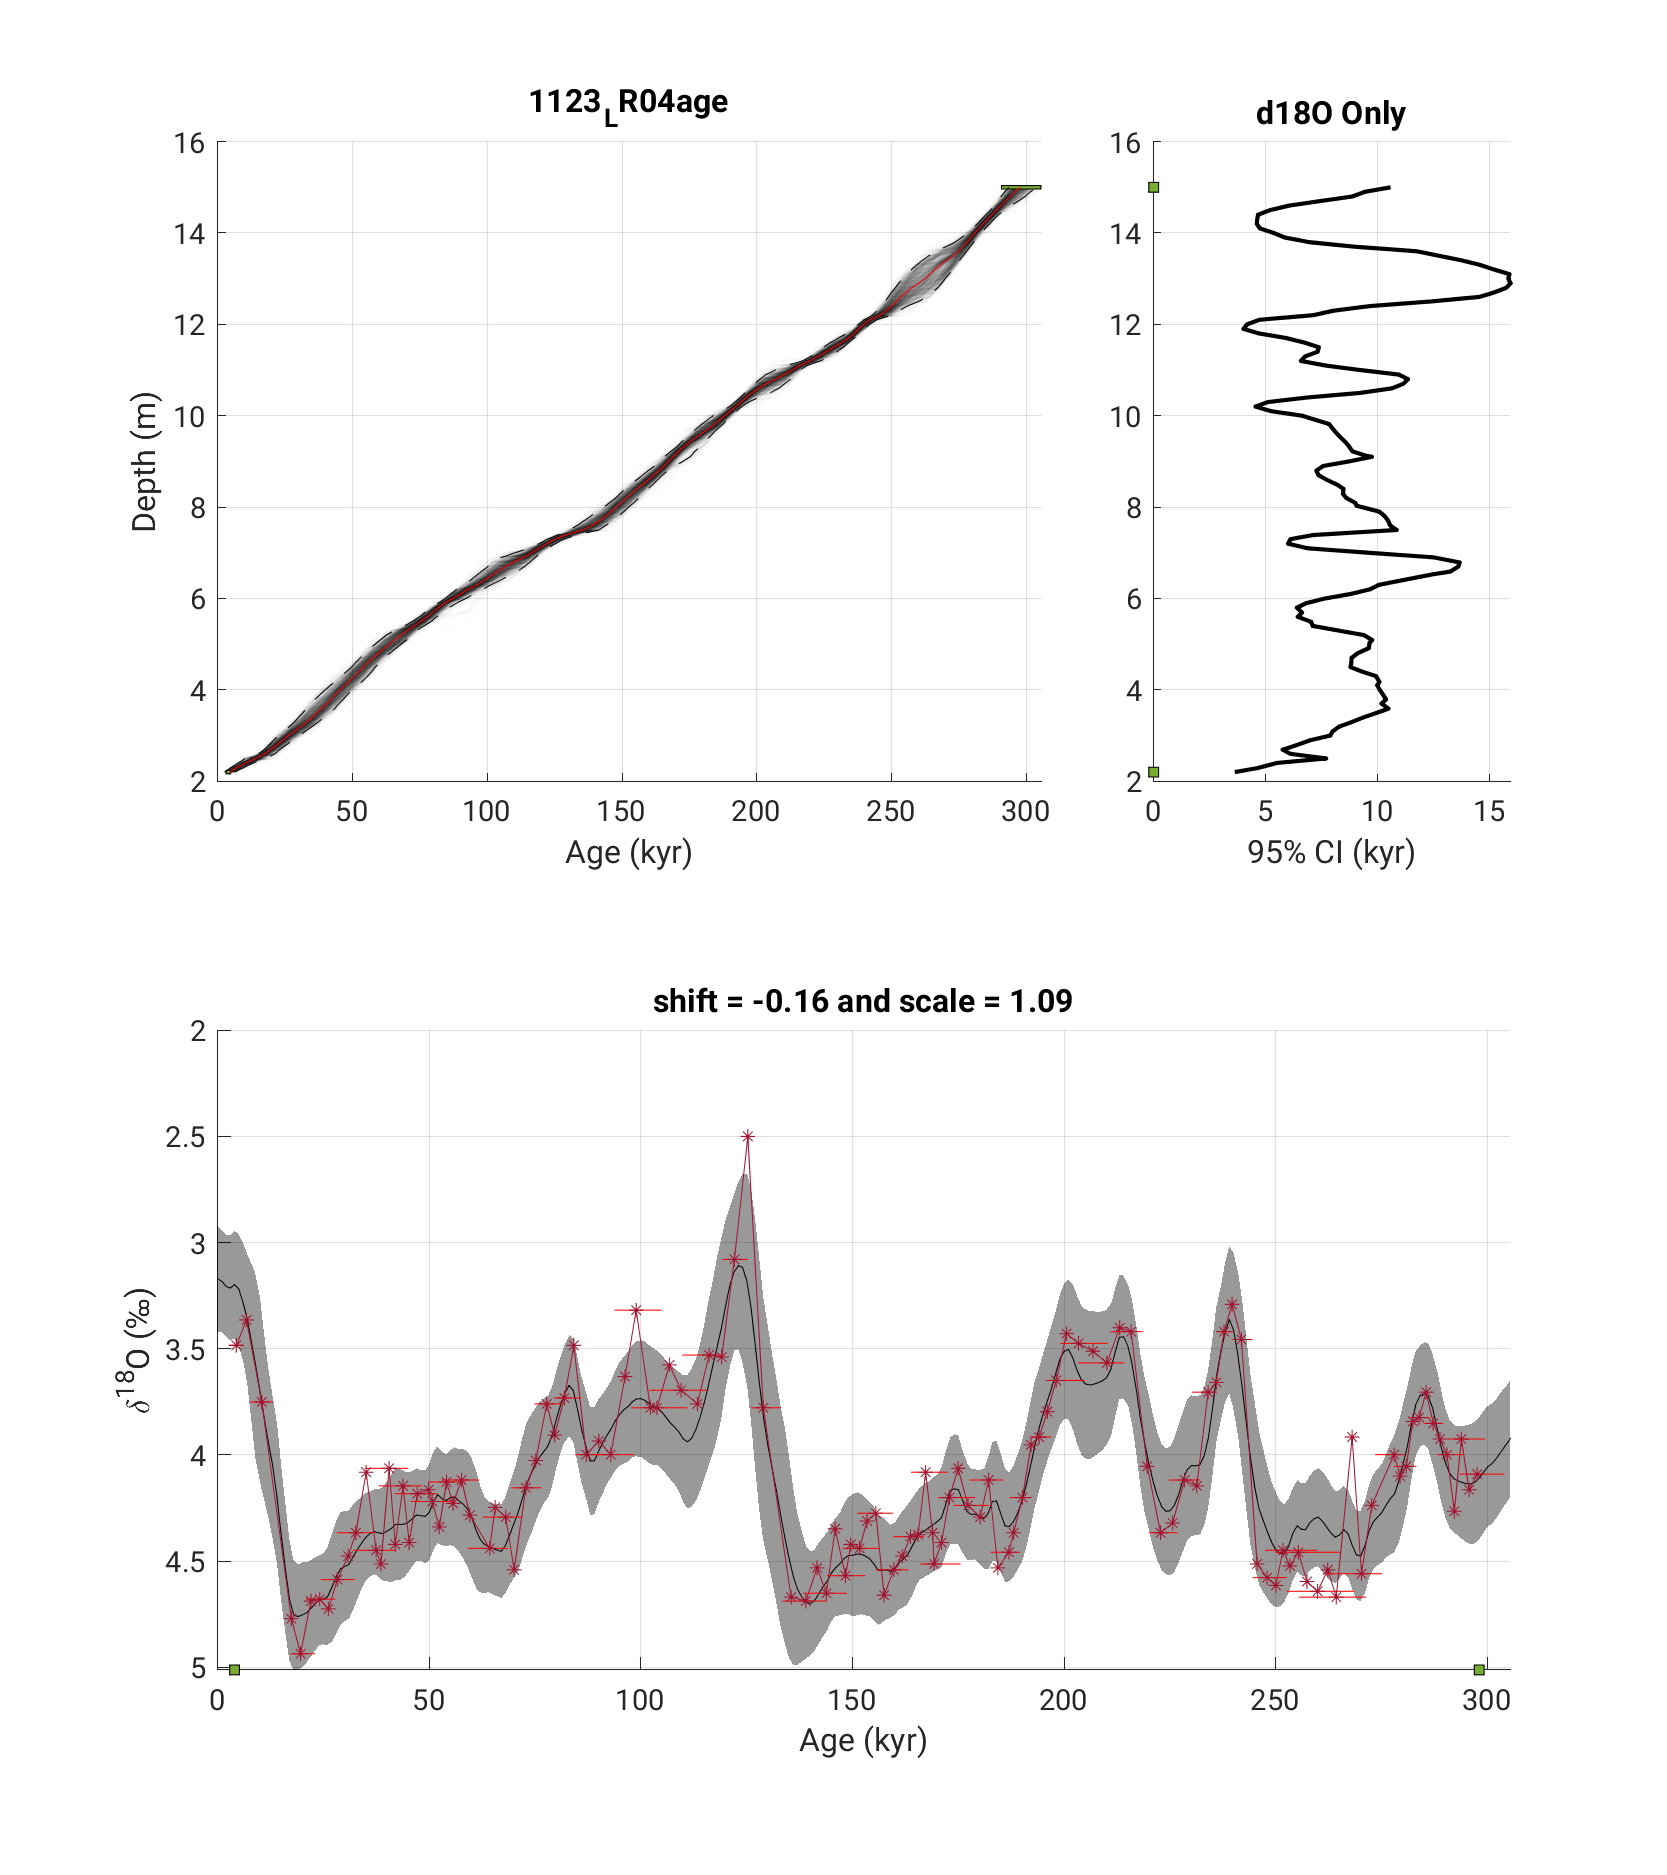 1123_LR04age
16
14
12
10
8
6
4
2
Depth (m)
0 50 100 150 200 250 300
Age (kyr)
d18O Only
16
14
12
10
8
6
4
2
0 5 10 15
95% CI (kyr)
shift = -0.16 and scale = 1.09
2
2.5
3
3.5
4
4.5
5
δ18O (‰)
0 50 100 150 200 250 300
Age (kyr)